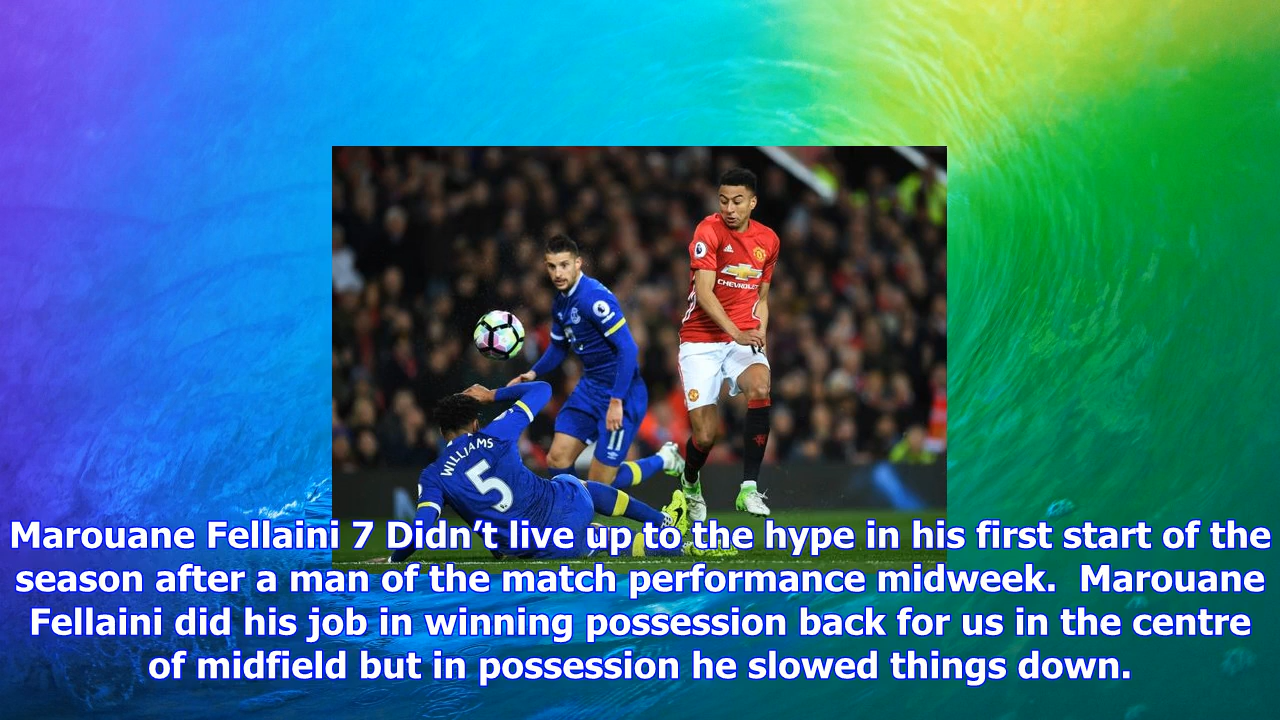 CHEVROLET
11
WILLIAMS
5
Marouane Fellaini 7 Didn’t live up to the hype in his first start of the
season after a man of the match performance midweek.  Marouane
Fellaini did his job in winning possession back for us in the centre
of midfield but in possession he slowed things down.